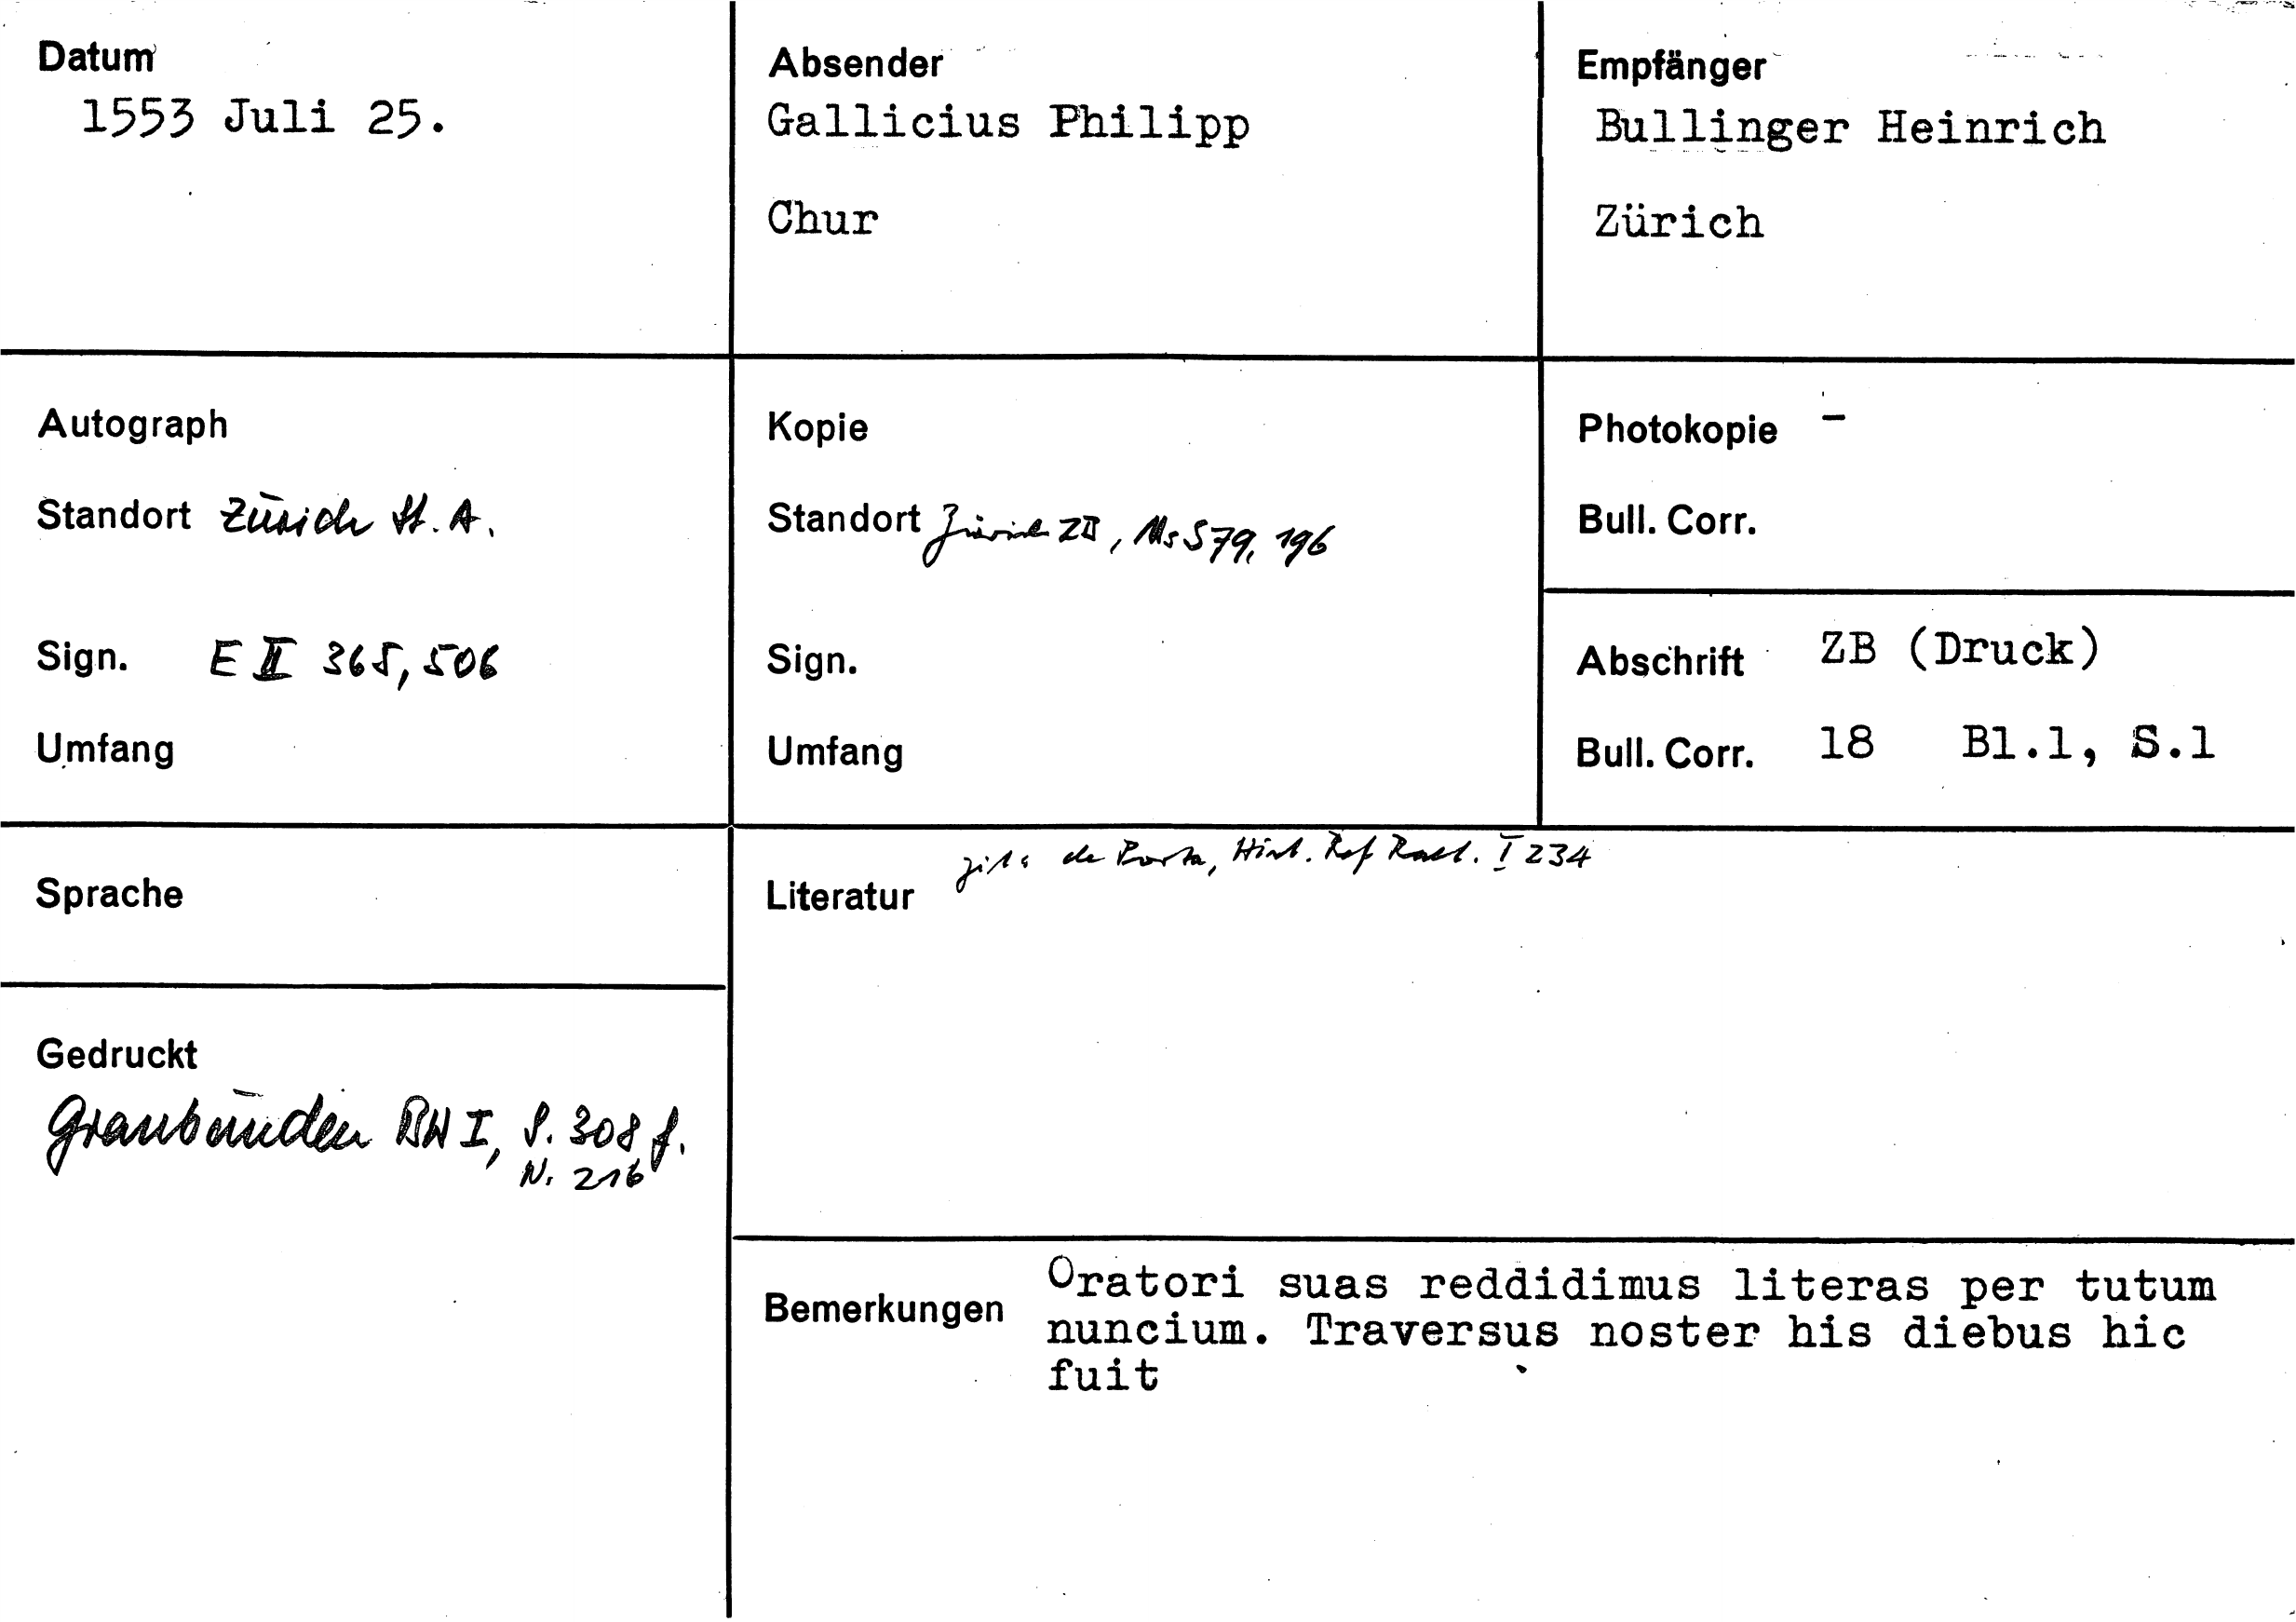 Datum
1553 Juli 25.
Absender
Gallicius Philipp
Chur
Empfänger
Bullinger Heinrich
Zürich
Autograph
Standort Zürich St. A.
Sign. E II 365, 506
Umfang
Kopie
Standort Zürich ZB, Ms S 79, 196
Sign.
Umfang
Photokopie –
Bull. Corr.
Abschrift ZB (Druck)
Bull. Corr. 18 Bl.1, S.1
Sprache
Literatur de Porta, Hist. Ref Raet. I 234
Gedruckt
Graubünden BW I, S. 308 f.
N. 216
Bemerkungen Oratori suas reddidimus literas per tutum
nuncium. Traversus noster his diebus hic
fuit